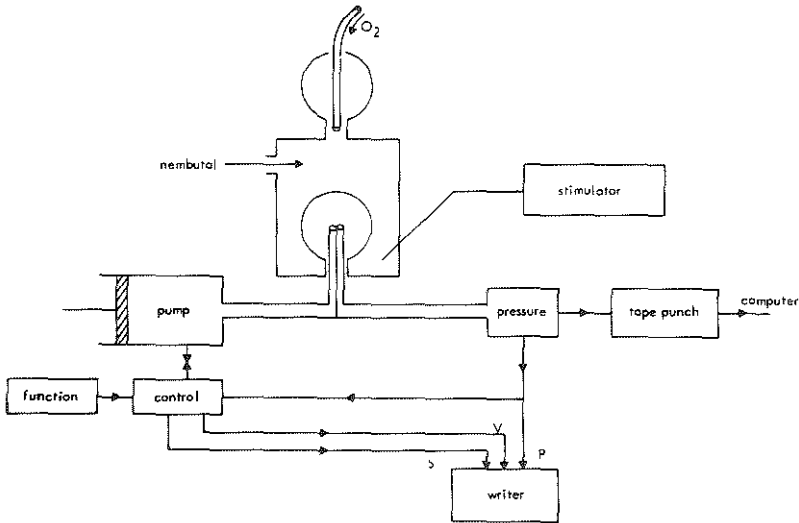 O2
nembutal
stimulator
pump
pressure
tape punch
computer
function
control
V
S
P
writer